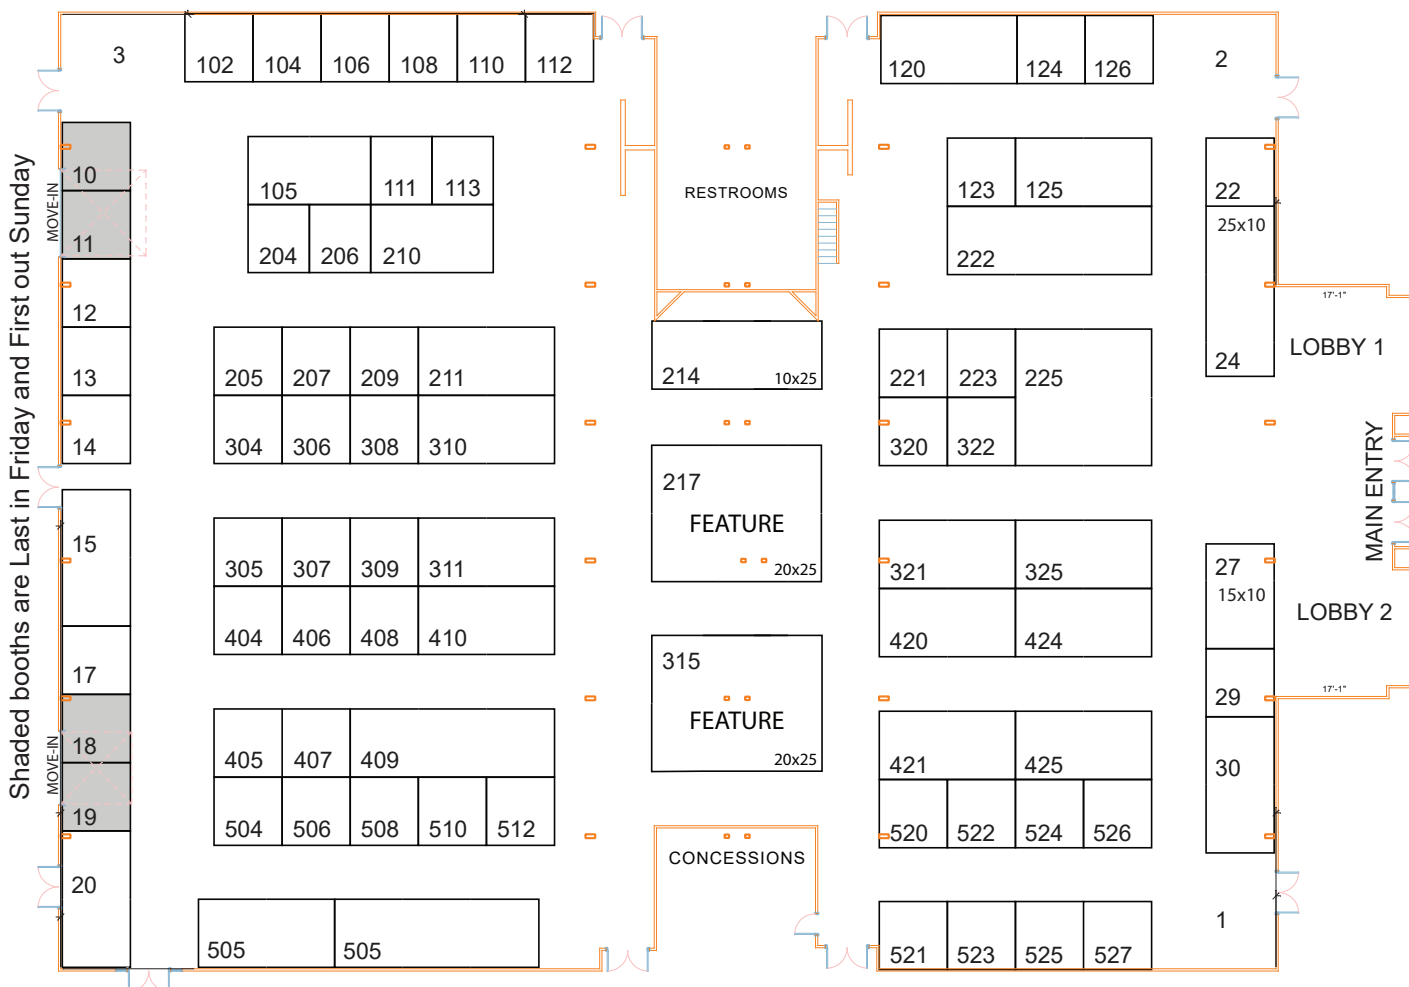 3
102 104 106 108 110 112
120 124 126
2
Shaded booths are Last in Friday and First out Sunday
MOVE-IN
10
11
12
13
14
15
17
MOVE-IN
18
19
20
105 111 113
204 206 210
RESTROOMS
123 125
222
22
25x10
24
17'-1"
LOBBY 1
205 207 209 211
304 306 308 310
214 10x25
221 223 225
320 322
217
FEATURE
20x25
MAIN ENTRY
305 307 309 311
404 406 408 410
321 325
420 424
27
15x10
29
30
LOBBY 2
17'-1"
315
FEATURE
20x25
405 407 409
504 506 508 510 512
421 425
520 522 524 526
CONCESSIONS
505 505
521 523 525 527
1